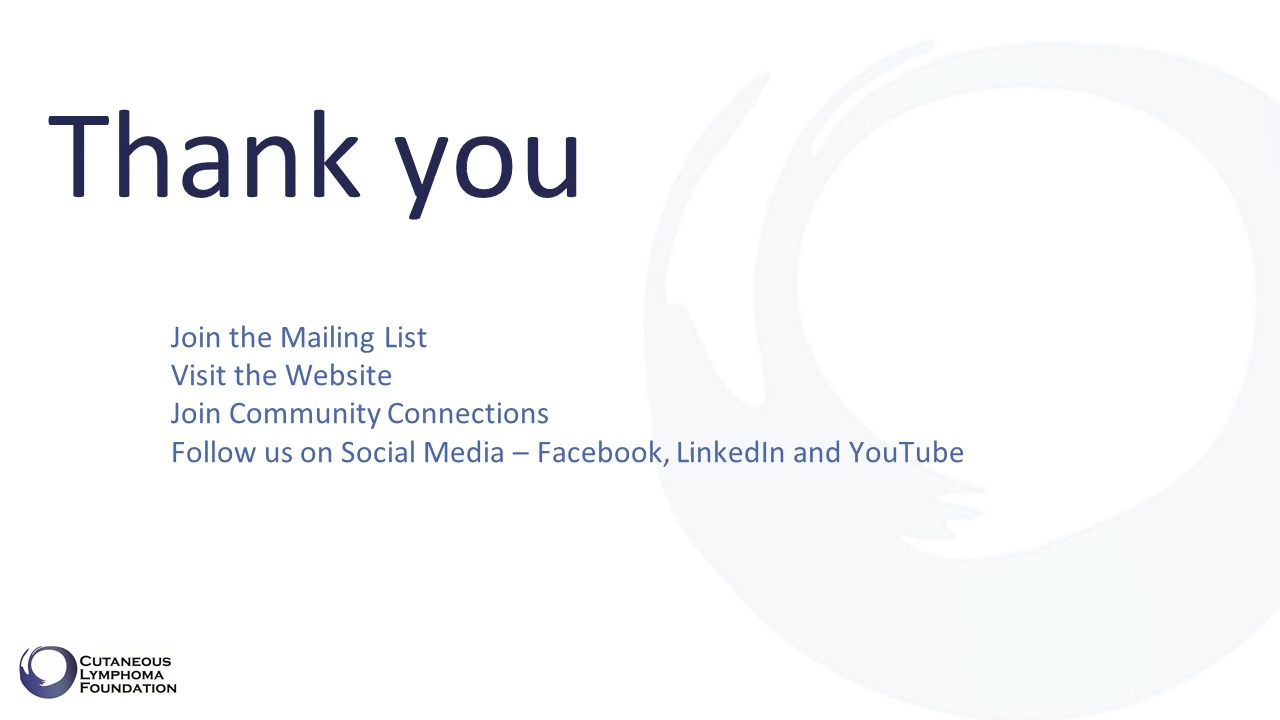 Thank you
Join the Mailing List
Visit the Website
Join Community Connections
Follow us on Social Media – Facebook, LinkedIn and YouTube
CUTANEOUS
LYMPHOMA
FOUNDATION